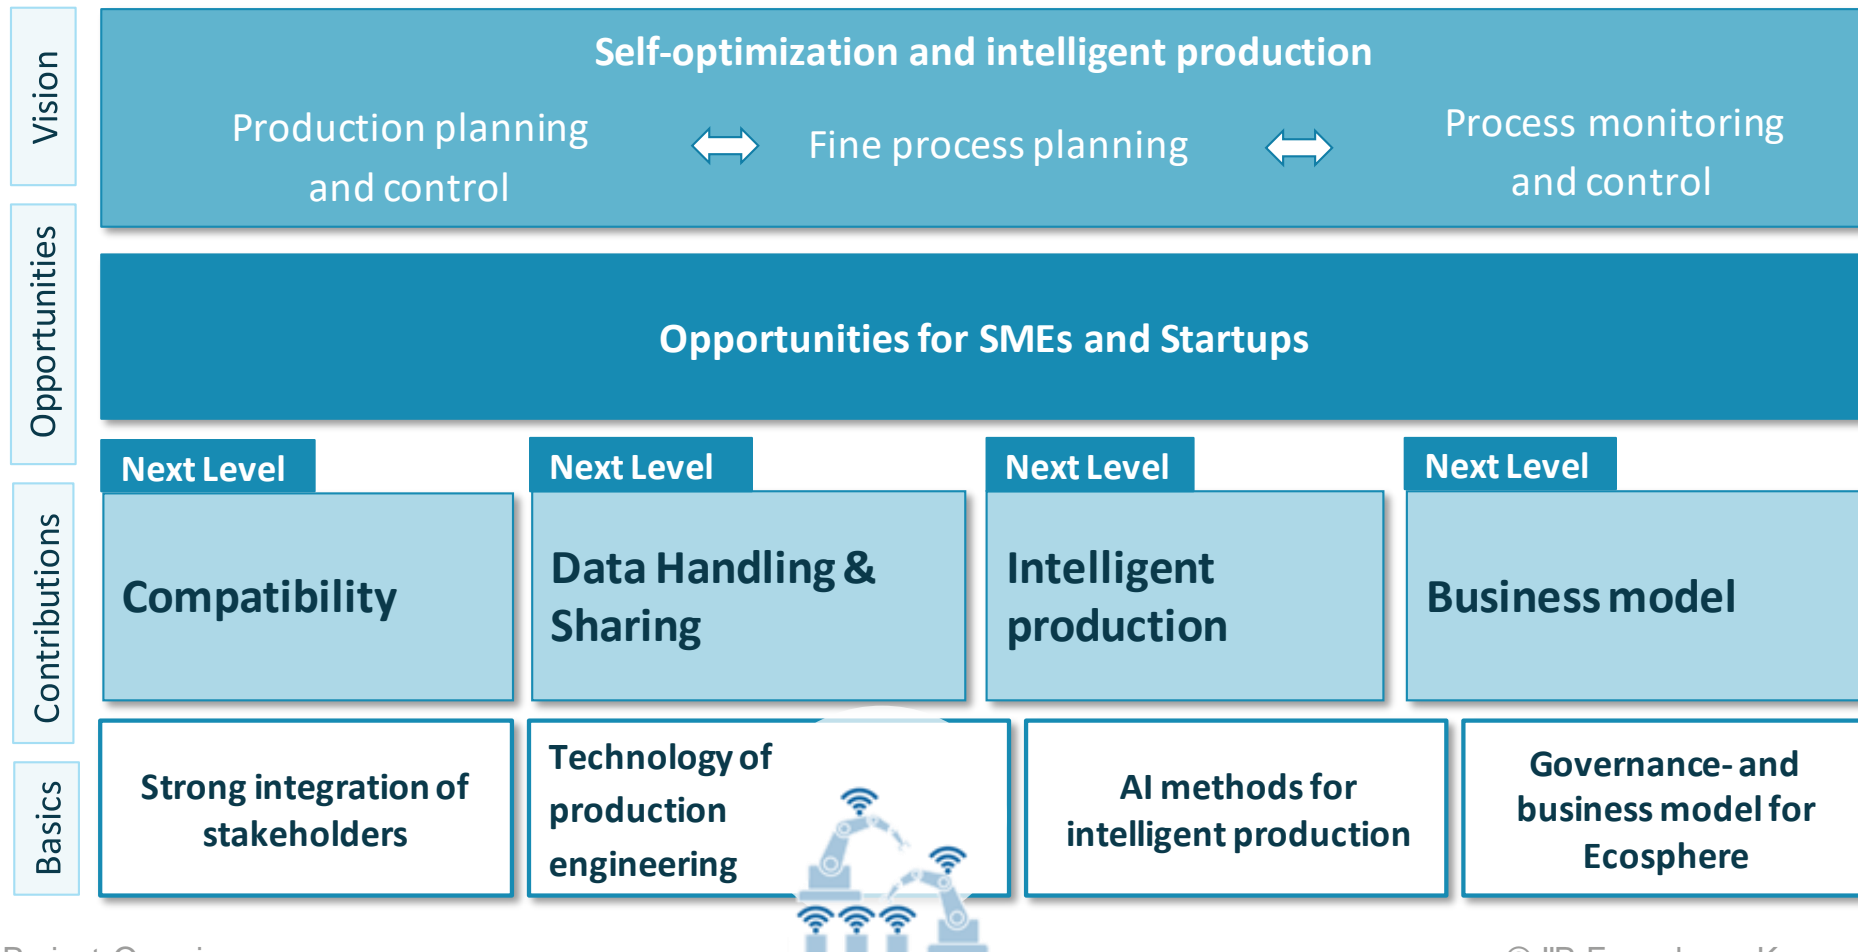 Vision
Self-optimization and intelligent production
Production planning
and control
Fine process planning
Process monitoring
and control
Opportunities
Opportunities for SMEs and Startups
Contributions
Next Level
Compatibility
Next Level
Data Handling &
Sharing
Next Level
Intelligent
production
Next Level
Business model
Basics
Strong integration of
stakeholders
Technology of
production
engineering
AI methods for
intelligent production
Governance- and
business model for
Ecosphere